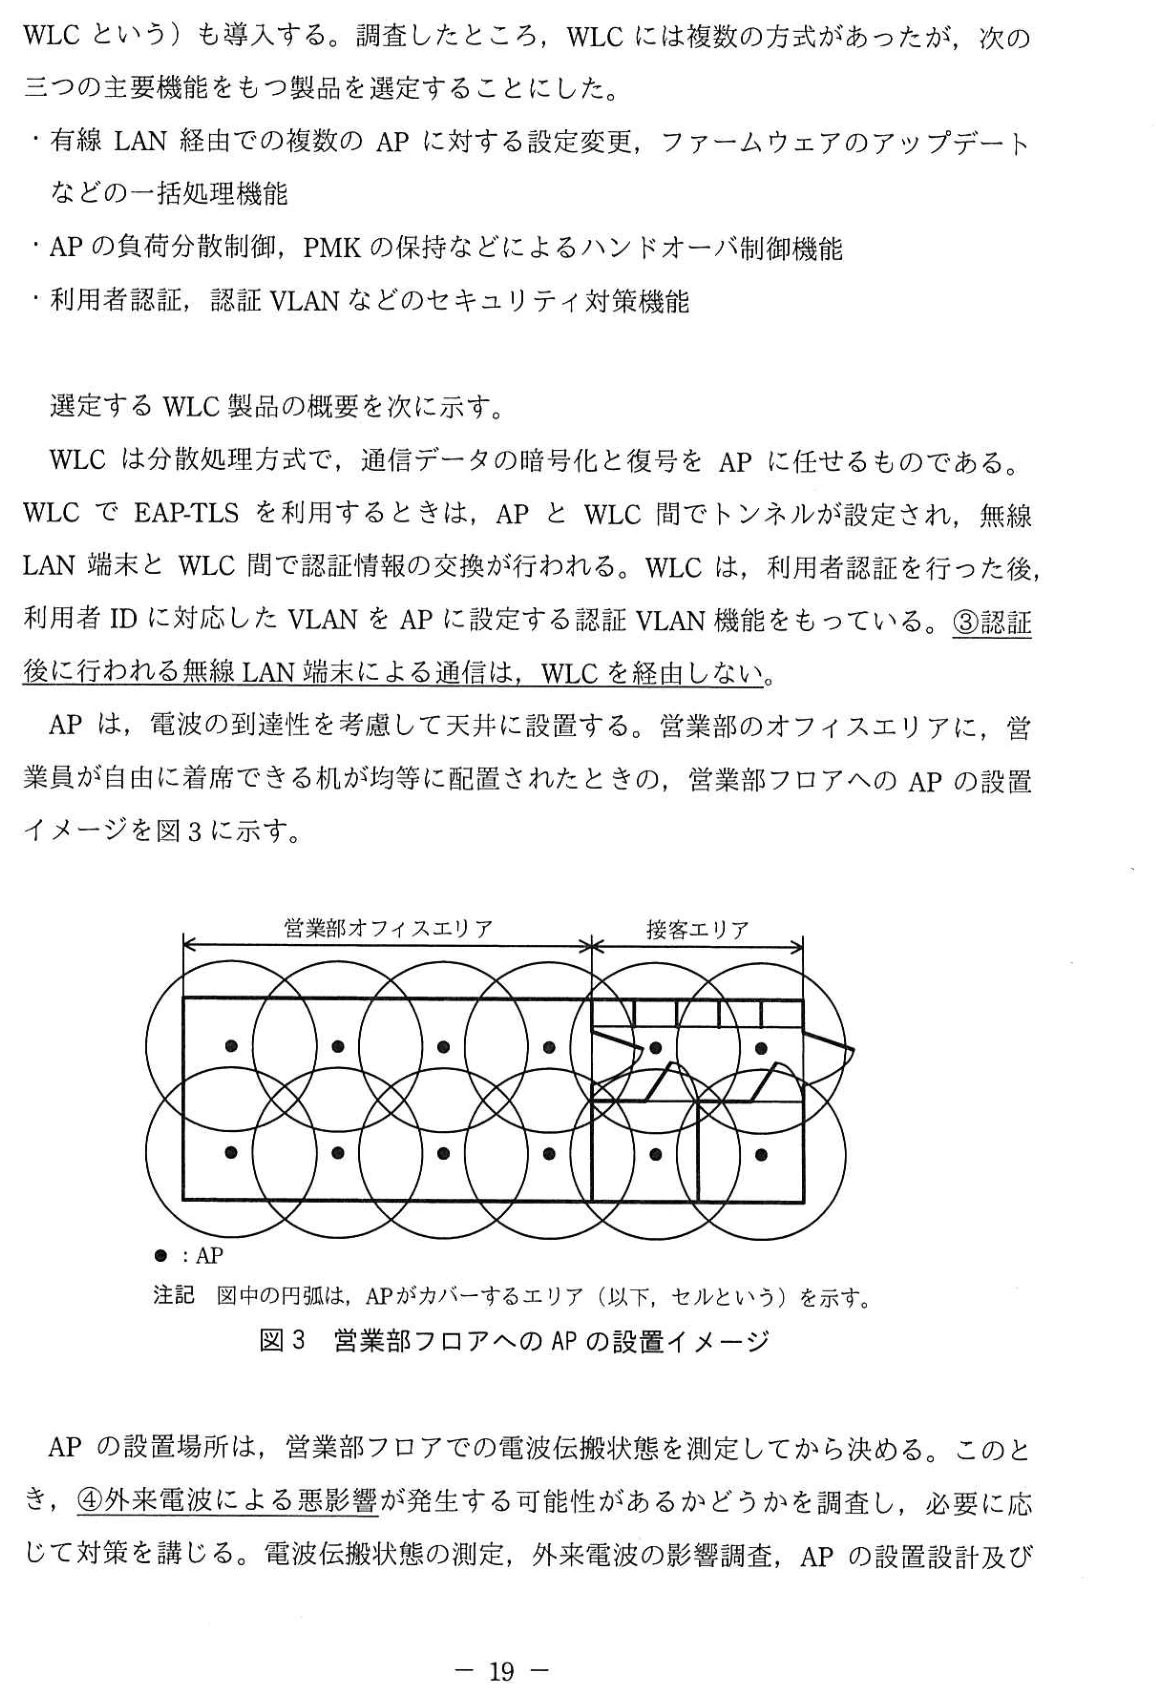 WLC という）も導入する。調査したところ，WLC には複数の方式があったが，次の
三つの主要機能をもつ製品を選定することにした。
・有線 LAN 経由での複数の AP に対する設定変更，ファームウェアのアップデート
などの一括処理機能
・AP の負荷分散制御，PMK の保持などによるハンドオーバ制御機能
・利用者認証，認証 VLAN などのセキュリティ対策機能
選定する WLC 製品の概要を次に示す。
WLC は分散処理方式で，通信データの暗号化と復号を AP に任せるものである。
WLC で EAP-TLS を利用するときは，AP と WLC 間でトンネルが設定され，無線
LAN 端末と WLC 間で認証情報の交換が行われる。WLC は，利用者認証を行った後，
利用者 ID に対応した VLAN を AP に設定する認証 VLAN 機能をもっている。③認証
後に行われる無線 LAN 端末による通信は，WLC を経由しない。
AP は，電波の到達性を考慮して天井に設置する。営業部のオフィスエリアに，営
業員が自由に着席できる机が均等に配置されたときの，営業部フロアへの AP の設置
イメージを図 3 に示す。
営業部オフィスエリア 接客エリア
● ：AP
注記　図中の円弧は，APがカバーするエリア（以下，セルという）を示す。
図 3　営業部フロアへの AP の設置イメージ
AP の設置場所は，営業部フロアでの電波伝搬状態を測定してから決める。このと
き，④外来電波による悪影響が発生する可能性があるかどうかを調査し，必要に応
じて対策を講じる。電波伝搬状態の測定，外来電波の影響調査，AP の設置設計及び
－ 19 －